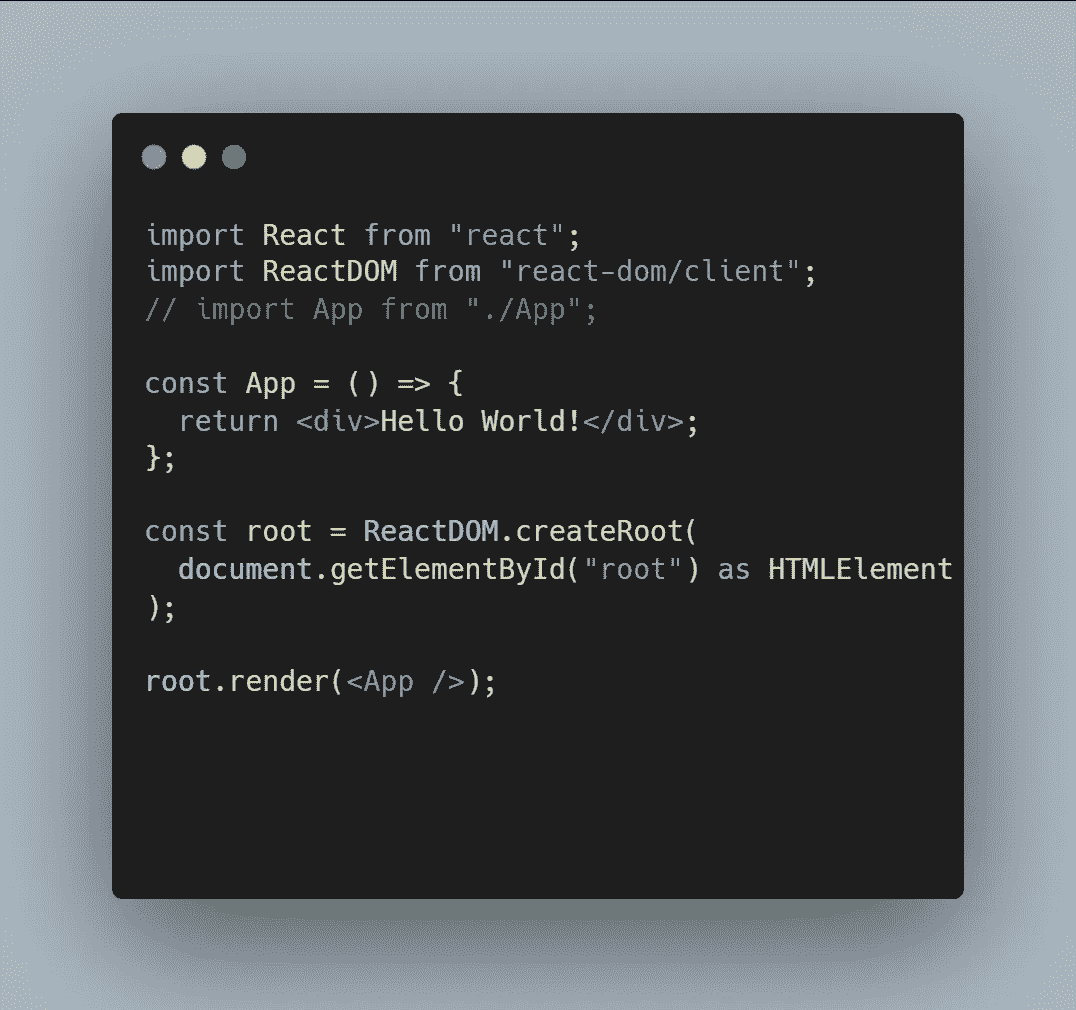 import React from "react";
import ReactDOM from "react-dom/client";
// import App from "./App";
const App = () => {
  return <div>Hello World!</div>;
};
const root = ReactDOM.createRoot(
  document.getElementById("root") as HTMLElement
);
root.render(<App />);